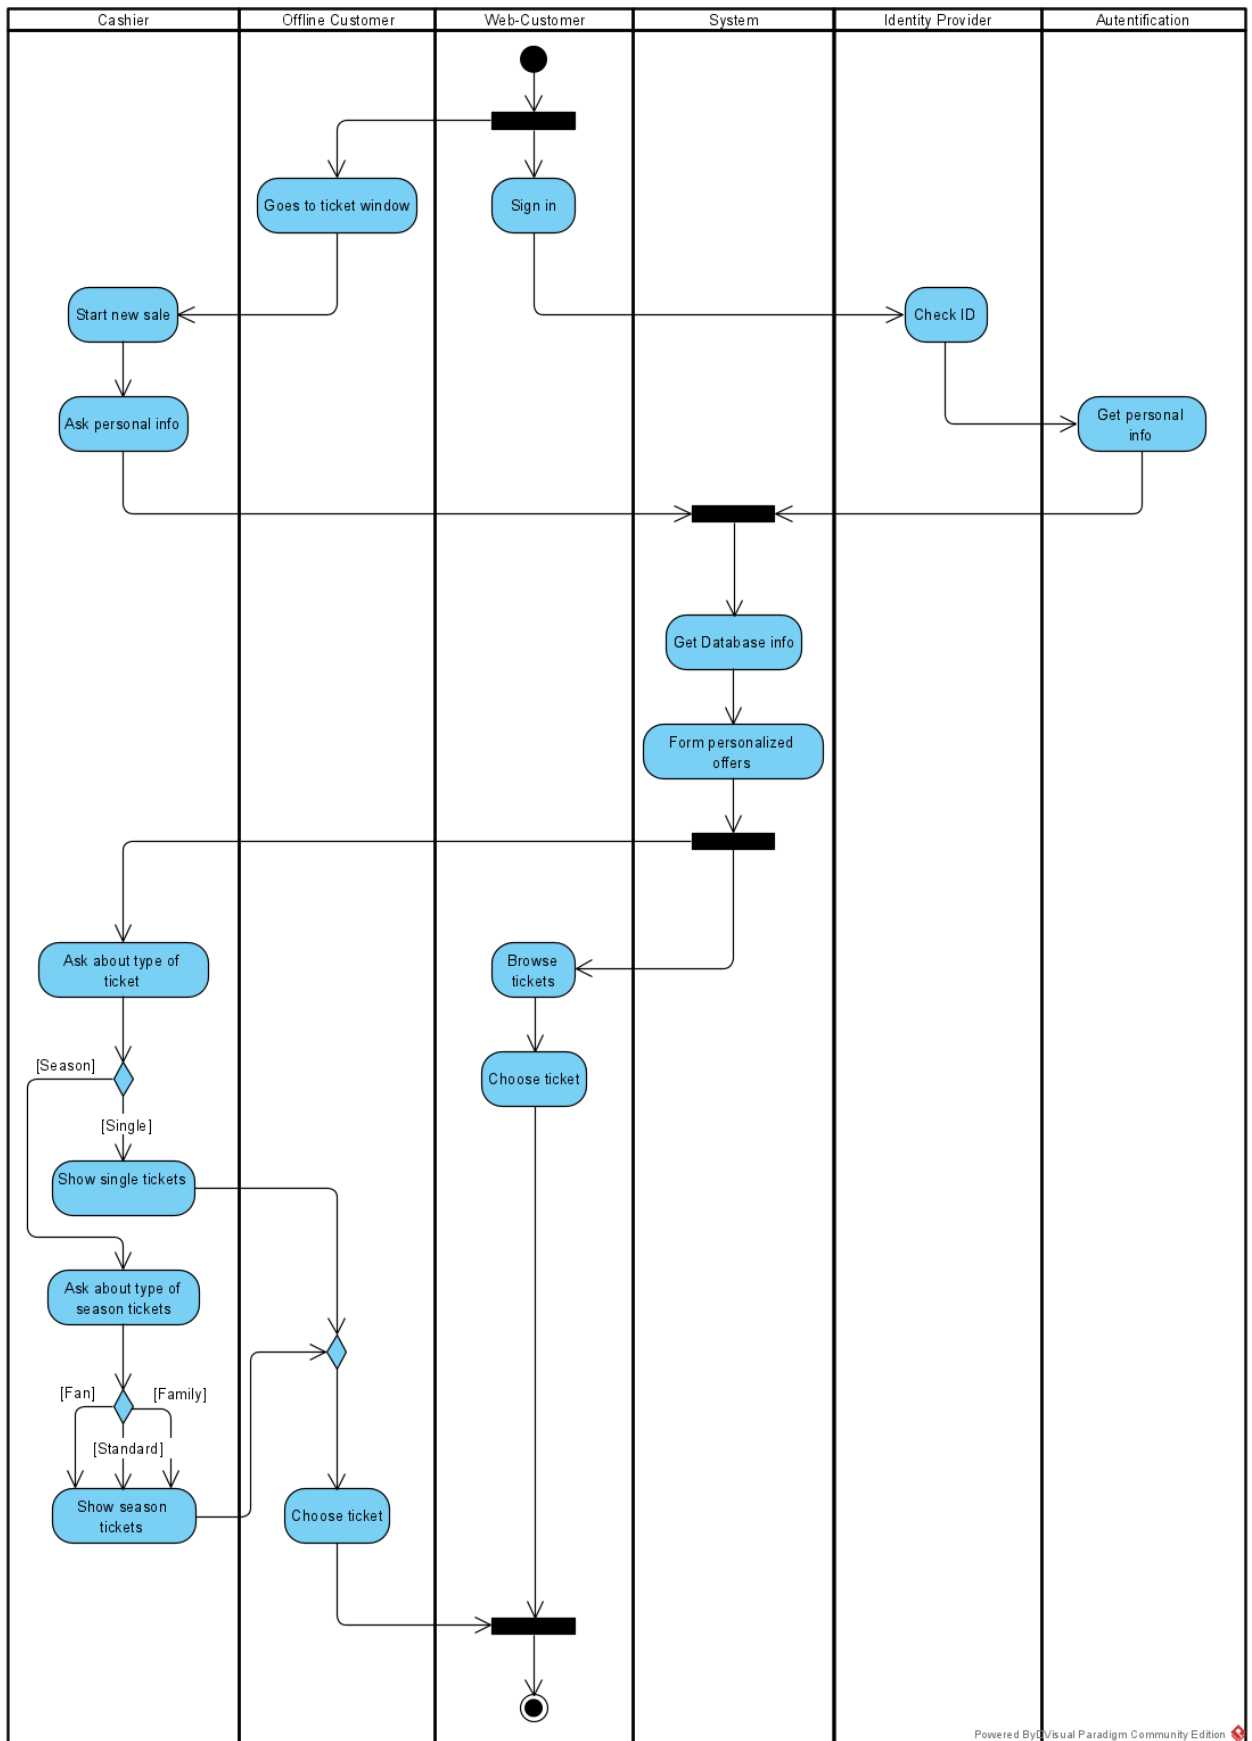 Cashier
Offline Customer
Web-Customer
System
Identity Provider
Autentification
Goes to ticket window
Sign in
Start new sale
Check ID
Ask personal info
Get personal
info
Get Database info
Form personalized
offers
Ask about type of
ticket
Browse
tickets
[Season]
Choose ticket
[Single]
Show single tickets
Ask about type of
season tickets
[Fan]
[Family]
[Standard]
Show season
tickets
Choose ticket
Powered By Visual Paradigm Community Edition